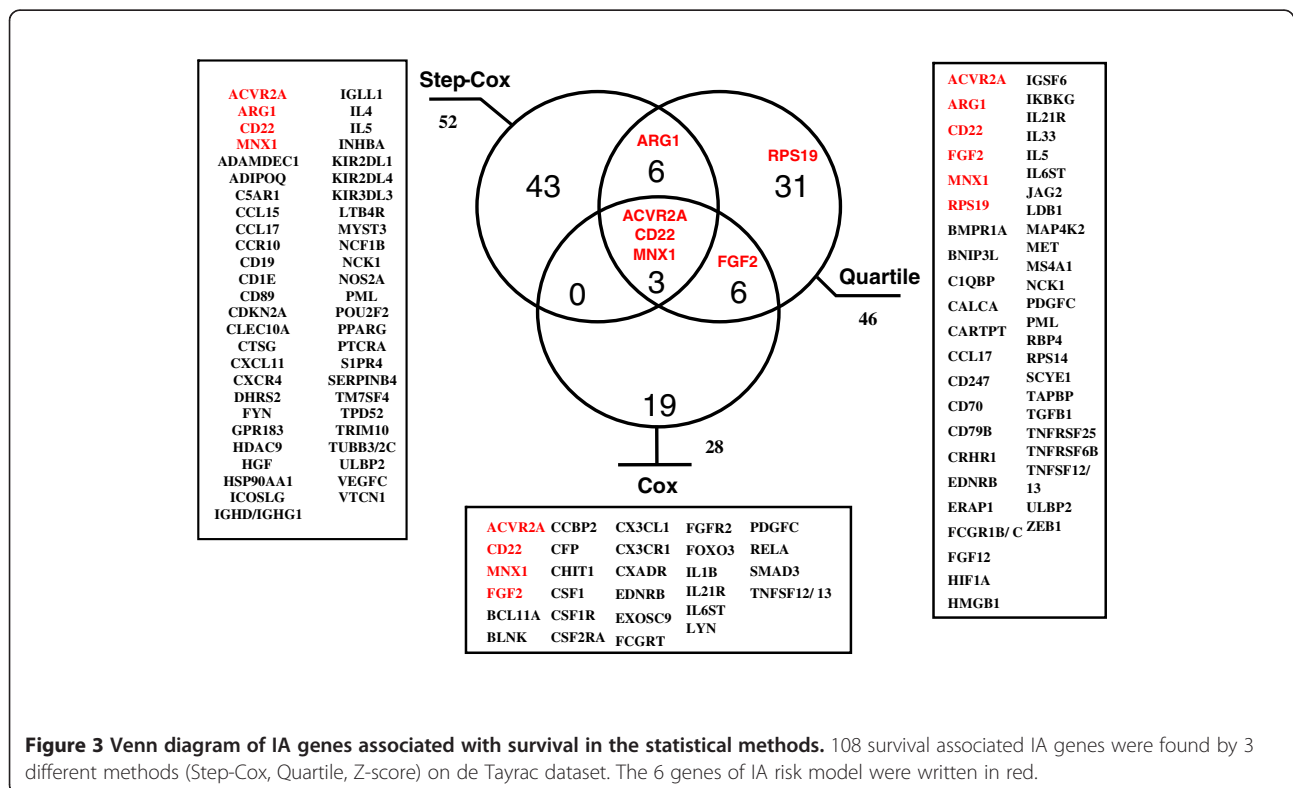 Step-Cox
52
ACVR2A
ARG1
CD22
MNX1
ADAMDEC1
ADIPOQ
C5AR1
CCL15
CCL17
CCR10
CD19
CD1E
CD89
CDKN2A
CLEC10A
CTSG
CXCL11
CXCR4
DHRS2
FYN
GPR183
HDAC9
HGF
HSP90AA1
ICOSLG
IGHD/IGHG1
IGLL1
IL4
IL5
INHBA
KIR2DL1
KIR2DL4
KIR3DL3
LTB4R
MYST3
NCF1B
NCK1
NOS2A
PML
POU2F2
PPARG
PTCRA
S1PR4
SERPINB4
TM7SF4
TPD52
TRIM10
TUBB3/2C
ULBP2
VEGFC
VTCN1
43
ARG1
6
RPS19
31
ACVR2A
CD22
MNX1
3
0
FGF2
6
19
Quartile
46
28
Cox
ACVR2A
ARG1
CD22
FGF2
MNX1
RPS19
BMPR1A
BNIP3L
C1QBP
CALCA
CARTPT
CCL17
CD247
CD70
CD79B
CRHR1
EDNRB
ERAP1
FCGR1B/ C
FGF12
HIF1A
HMGB1
IGSF6
IKBKG
IL21R
IL33
IL5
IL6ST
JAG2
LDB1
MAP4K2
MET
MS4A1
NCK1
PDGFC
PML
RBP4
RPS14
SCYE1
TAPBP
TGFB1
TNFRSF25
TNFRSF6B
TNFSF12/
13
ULBP2
ZEB1
ACVR2A
CD22
MNX1
FGF2
BCL11A
BLNK
CCBP2
CFP
CHIT1
CSF1
CSF1R
CSF2RA
CX3CL1
CX3CR1
CXADR
EDNRB
EXOSC9
FCGRT
FGFR2
FOXO3
IL1B
IL21R
IL6ST
LYN
PDGFC
RELA
SMAD3
TNFSF12/ 13
Figure 3 Venn diagram of IA genes associated with survival in the statistical methods. 108 survival associated IA genes were found by 3
different methods (Step-Cox, Quartile, Z-score) on de Tayrac dataset. The 6 genes of IA risk model were written in red.